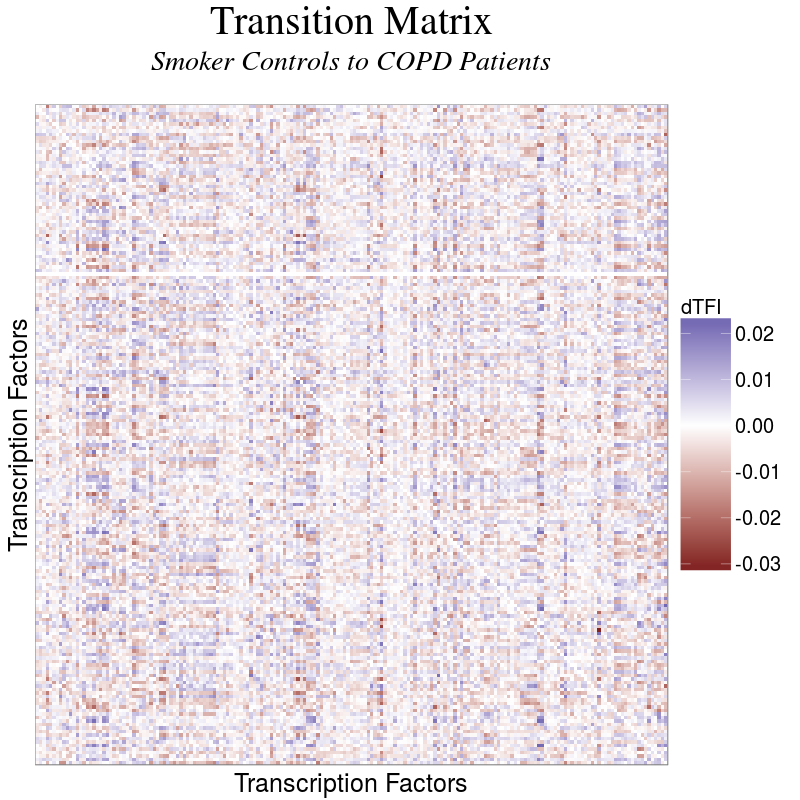 Transition Matrix
Smoker Controls to COPD Patients
Transcription Factors
dTFI
0.02
0.01
0.00
-0.01
-0.02
-0.03
Transcription Factors